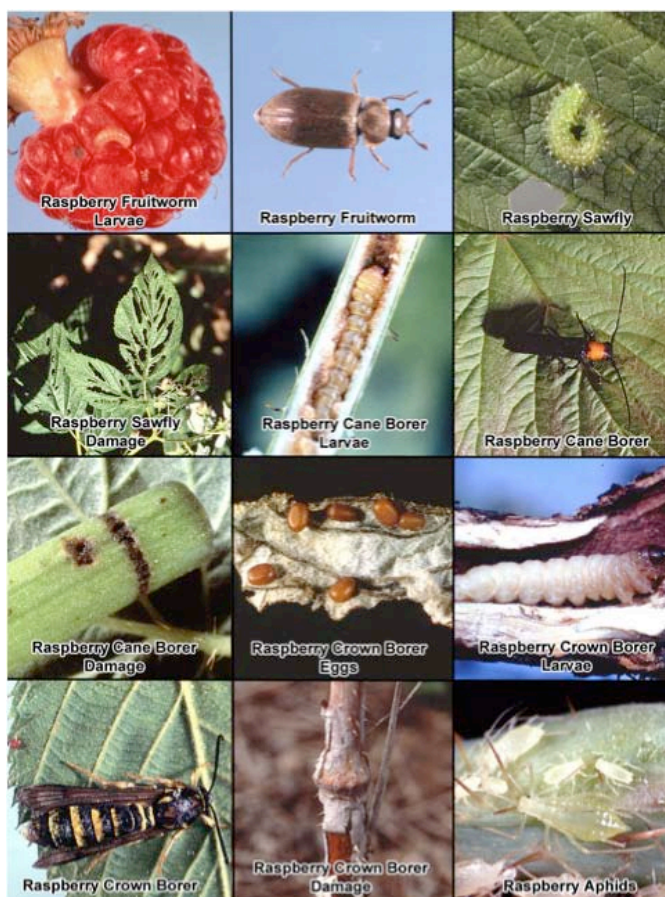 Raspberry Fruitworm
Larvae
Raspberry Fruitworm
Raspberry Sawfly
Raspberry Sawfly
Damage
Raspberry Cane Borer
Larvae
Raspberry Cane Borer
Raspberry Cane Borer
Damage
Raspberry Crown Borer
Eggs
Raspberry Crown Borer
Larvae
Raspberry Crown Borer
Raspberry Crown Borer
Damage
Raspberry Aphids